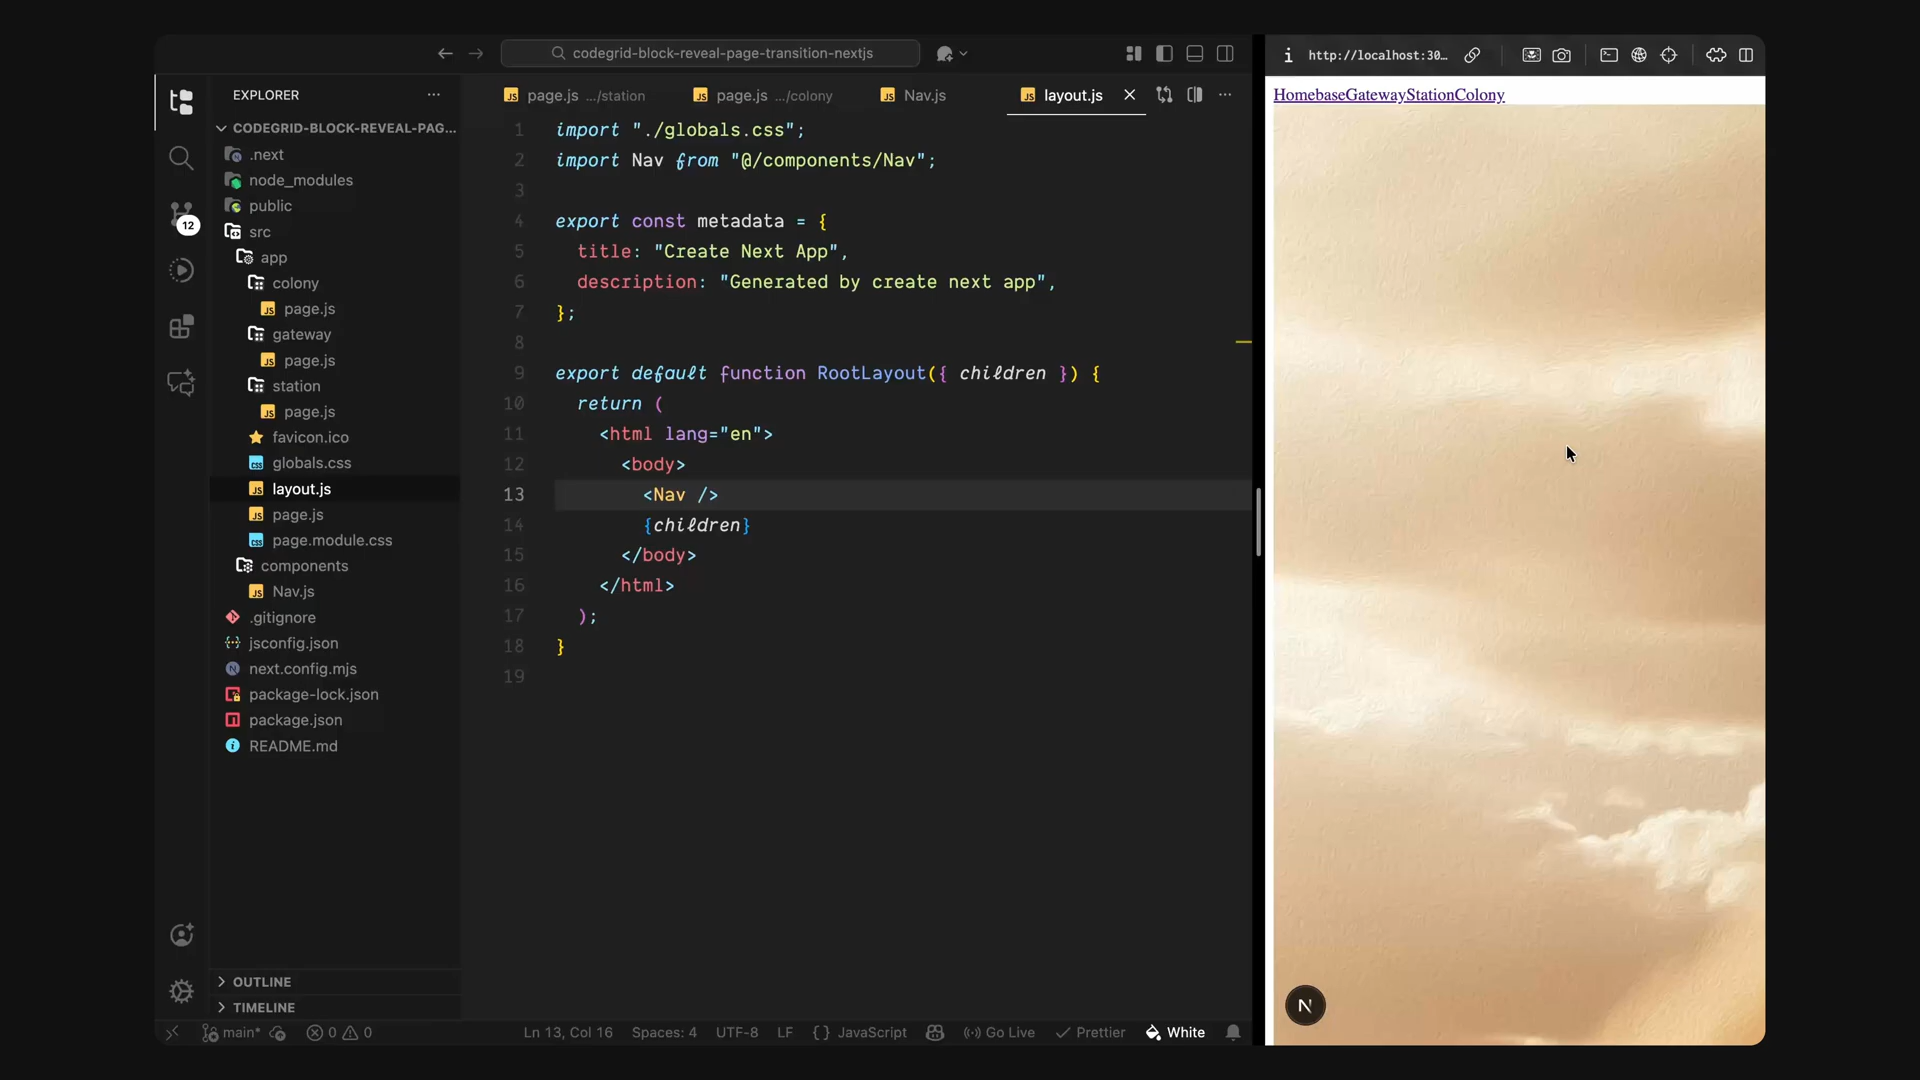 codegrid-block-reveal-page-transition-nextjs
http://localhost:30...
EXPLORER
CODEGRID-BLOCK-REVEAL-PAG...
.next
node_modules
public
12
src
app
colony
page.js
gateway
page.js
station
page.js
favicon.ico
globals.css
layout.js
page.js
page.module.css
components
Nav.js
.gitignore
jsconfig.json
next.config.mjs
package-lock.json
package.json
README.md
OUTLINE
TIMELINE
page.js .../station
page.js .../colony
Nav.js
layout.js
1 import "./globals.css";
2 import Nav from "@/components/Nav";
3
4 export const metadata = {
5 title: "Create Next App",
6 description: "Generated by create next app",
7 };
8
9 export default function RootLayout({ children }) {
10 return (
11 <html lang="en">
12 <body>
13 <Nav />
14 {children}
15 </body>
16 </html>
17 );
18 }
19
HomebaseGatewayStationColony
N
main* 0 0 Ln 13, Col 16 Spaces: 4 UTF-8 LF {} JavaScript Go Live Prettier White